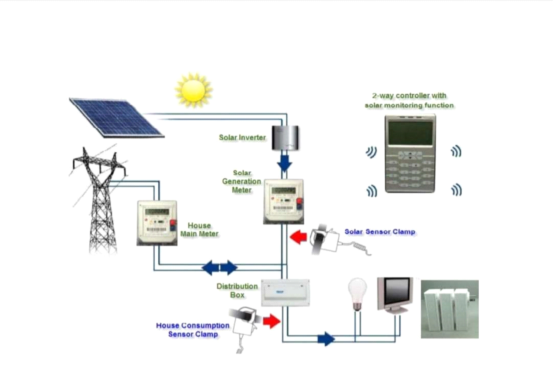 2-way controller with
solar monitoring function
Solar Inverter
Solar
Generation
Meter
House
Main Meter
Solar Sensor Clamp
Distribution
Box
House Consumption
Sensor Clamp